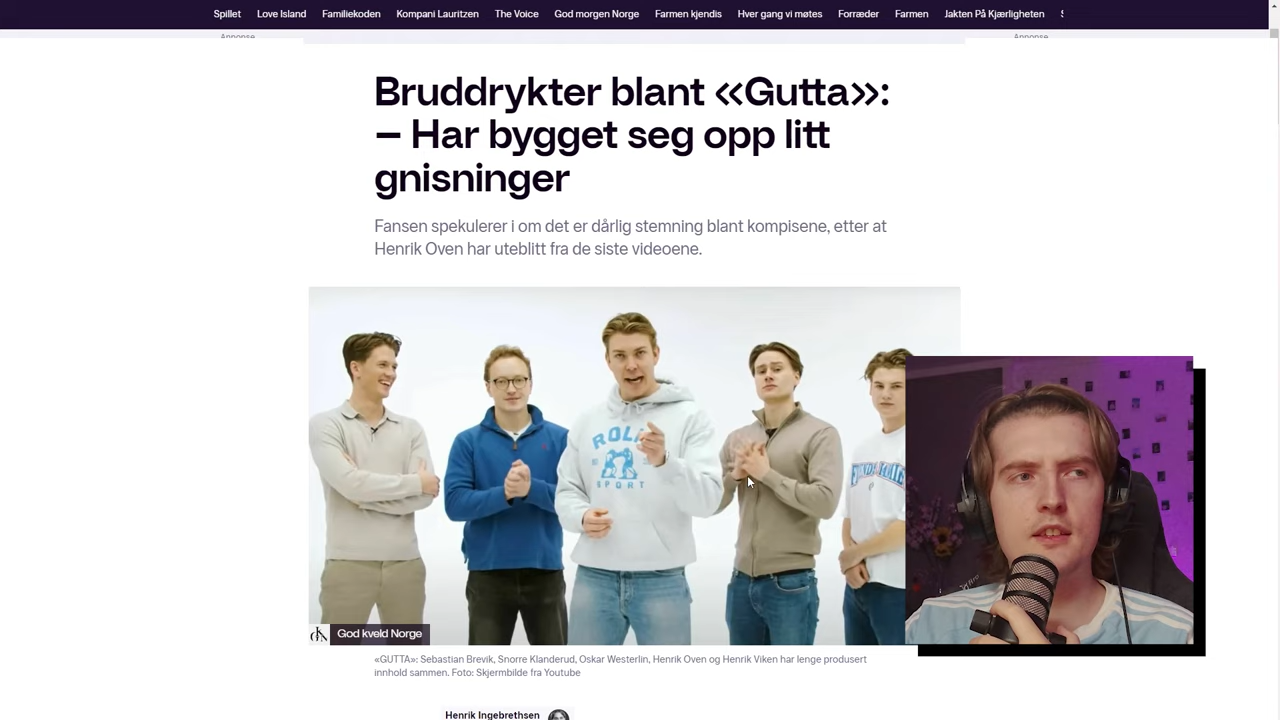 Spillet Love Island Familiekoden Kompani Lauritzen The Voice God morgen Norge Farmen kjendis Hver gang vi møtes Forræder Farmen Jakten På Kjærligheten
Annonse Annonse
Bruddrykter blant «Gutta»:
– Har bygget seg opp litt
gnisninger
Fansen spekulerer i om det er dårlig stemning blant kompisene, etter at
Henrik Oven har uteblitt fra de siste videoene.
SPORT
God kveld Norge
«GUTTA»: Sebastian Brevik, Snorre Klanderud, Oskar Westerlin, Henrik Oven og Henrik Viken har lenge produsert
innhold sammen. Foto: Skjermbilde fra Youtube
Henrik Ingebrethsen